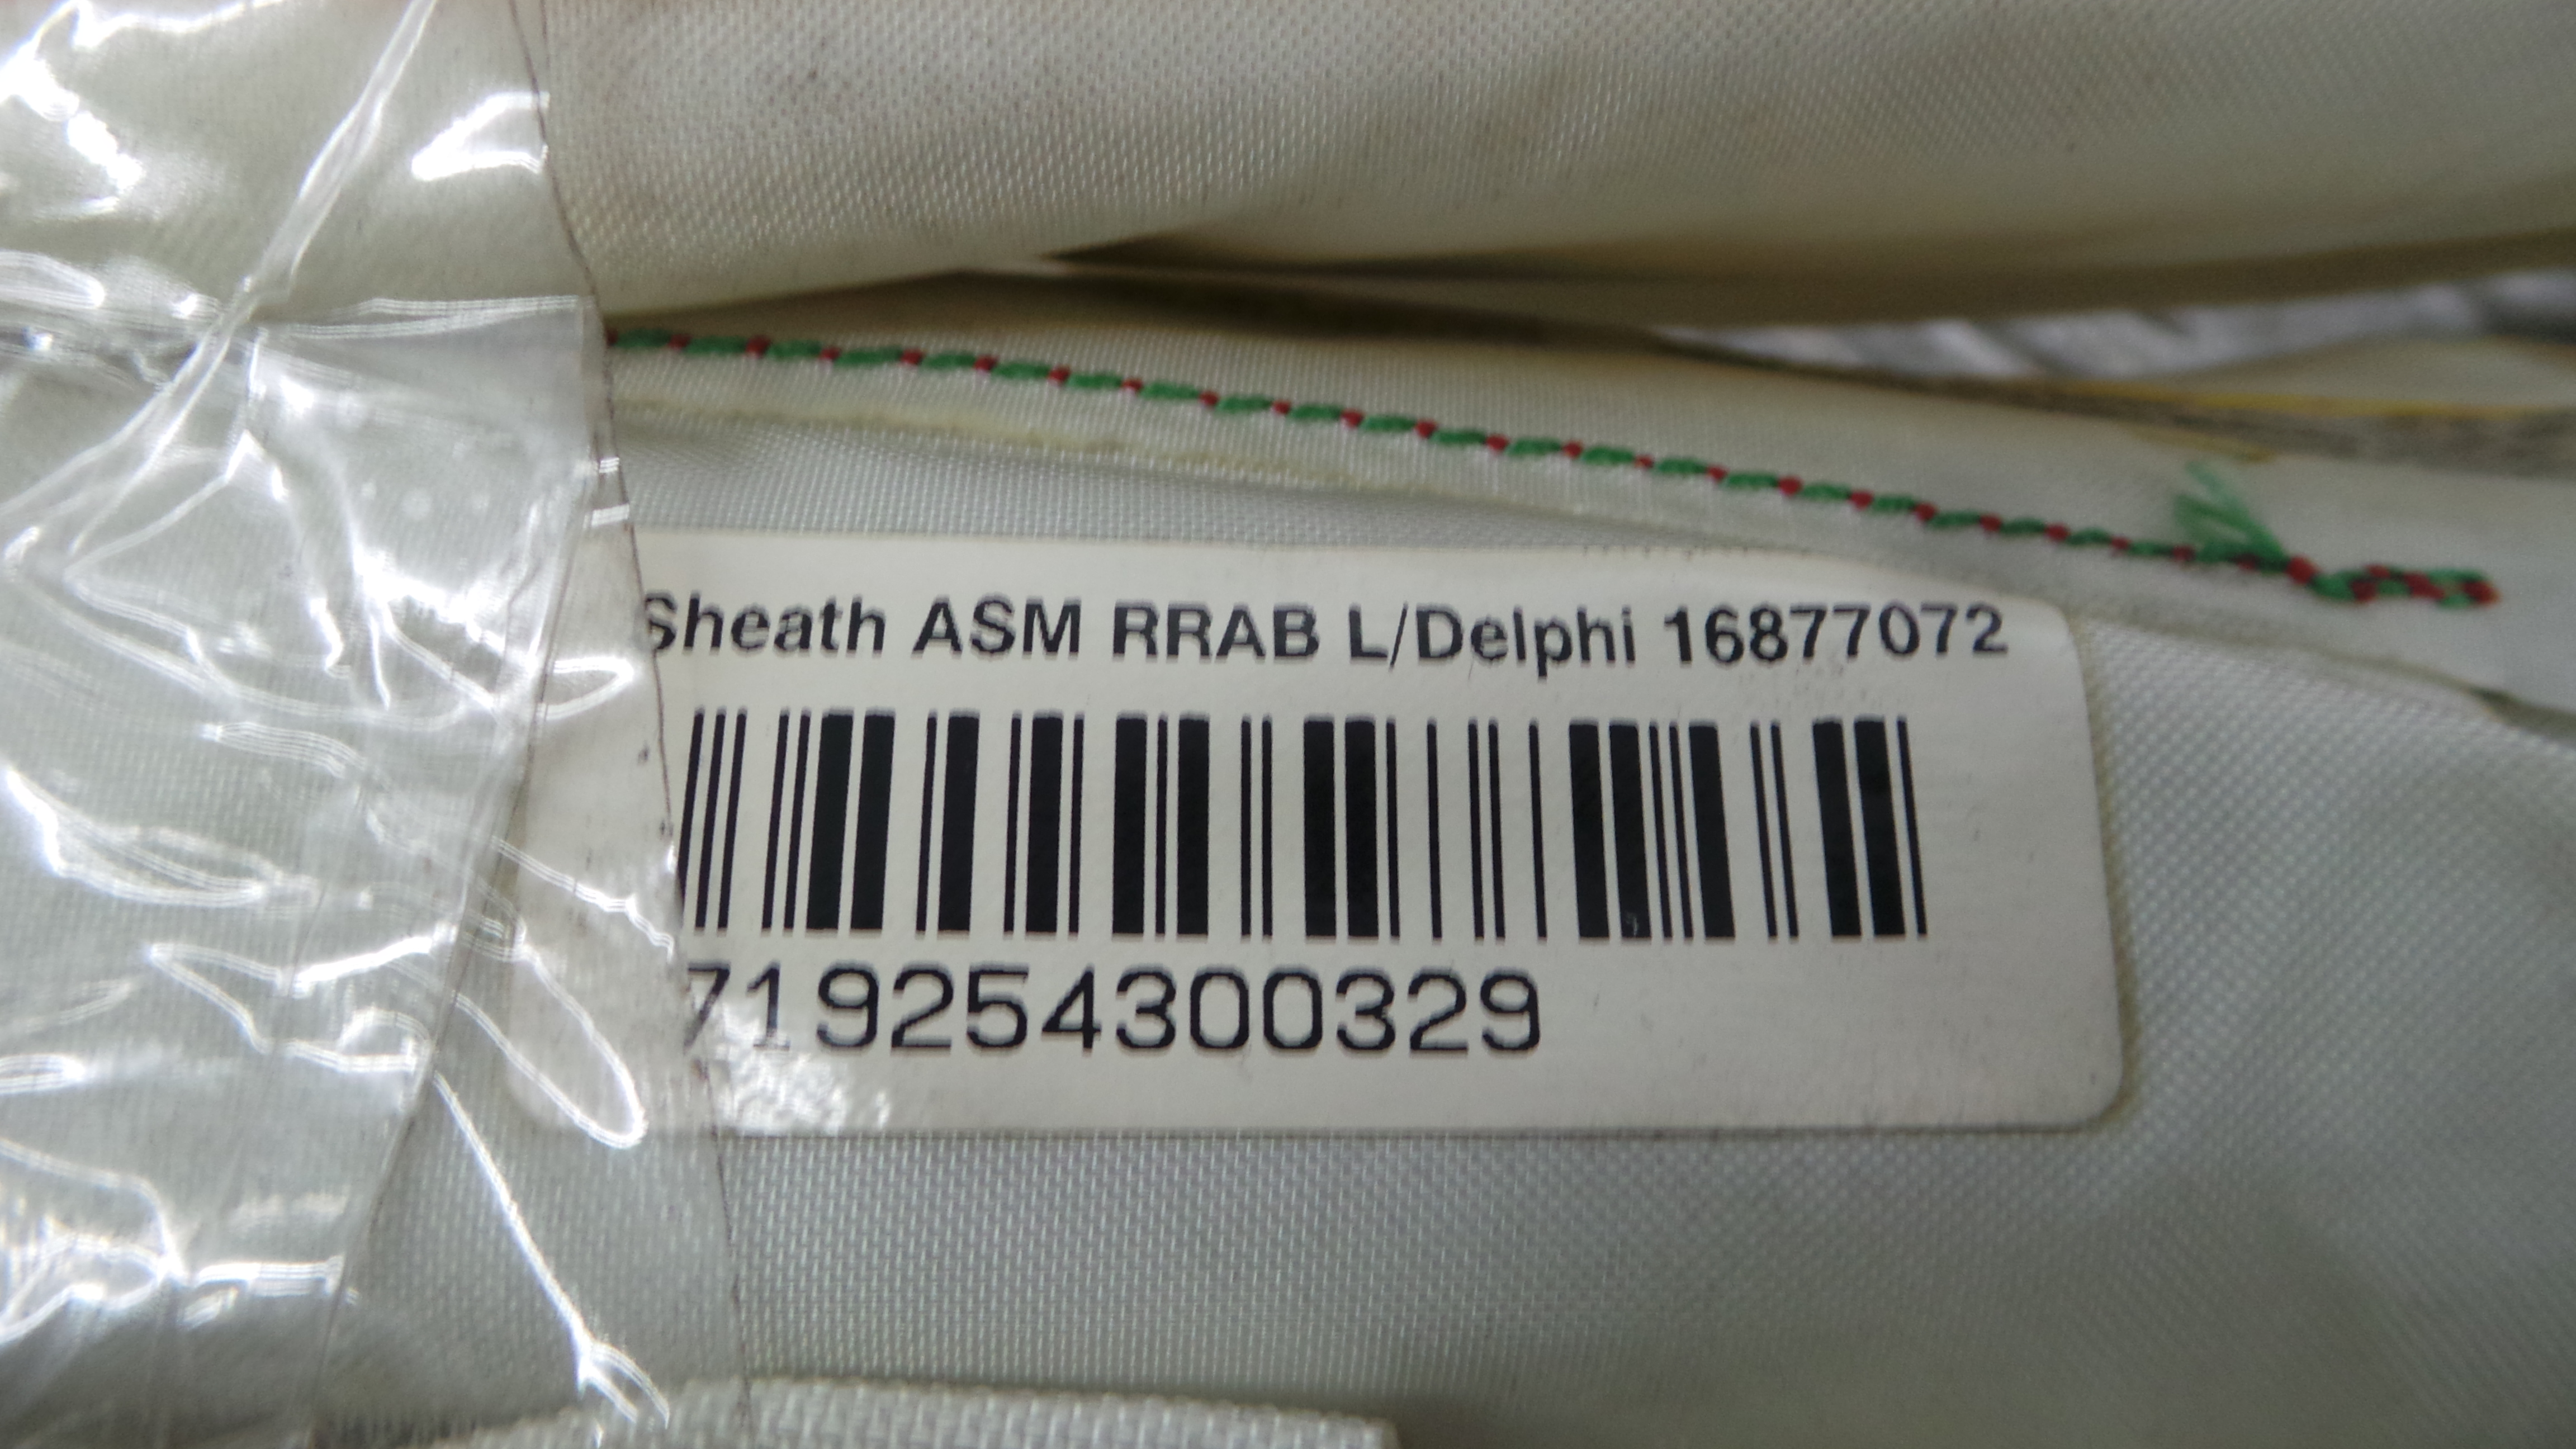 Sheath ASM RRAB L/Delphi 16877072
719254300329